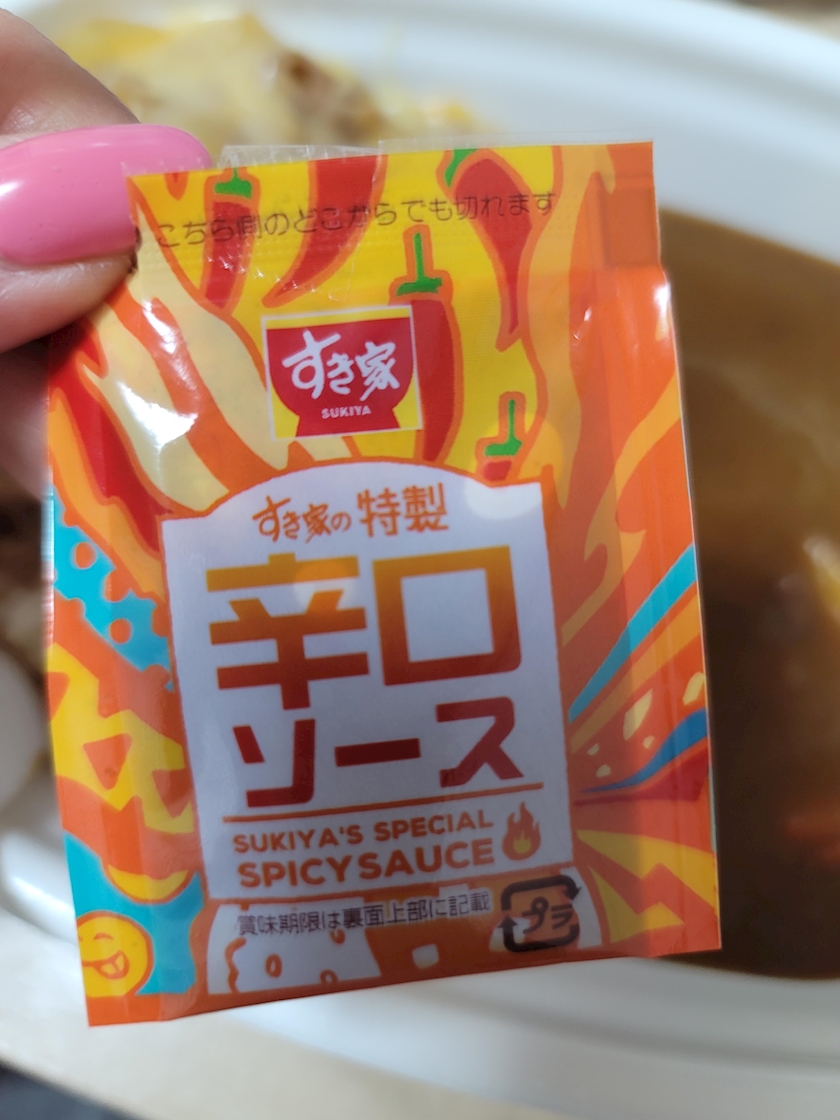 こちら側のどこからでも切れます
すき家
SUKIYA
すき家の特製
辛口
ソース
SUKIYA'S SPECIAL
SPICY SAUCE
賞味期限は裏面上部に記載
プラ